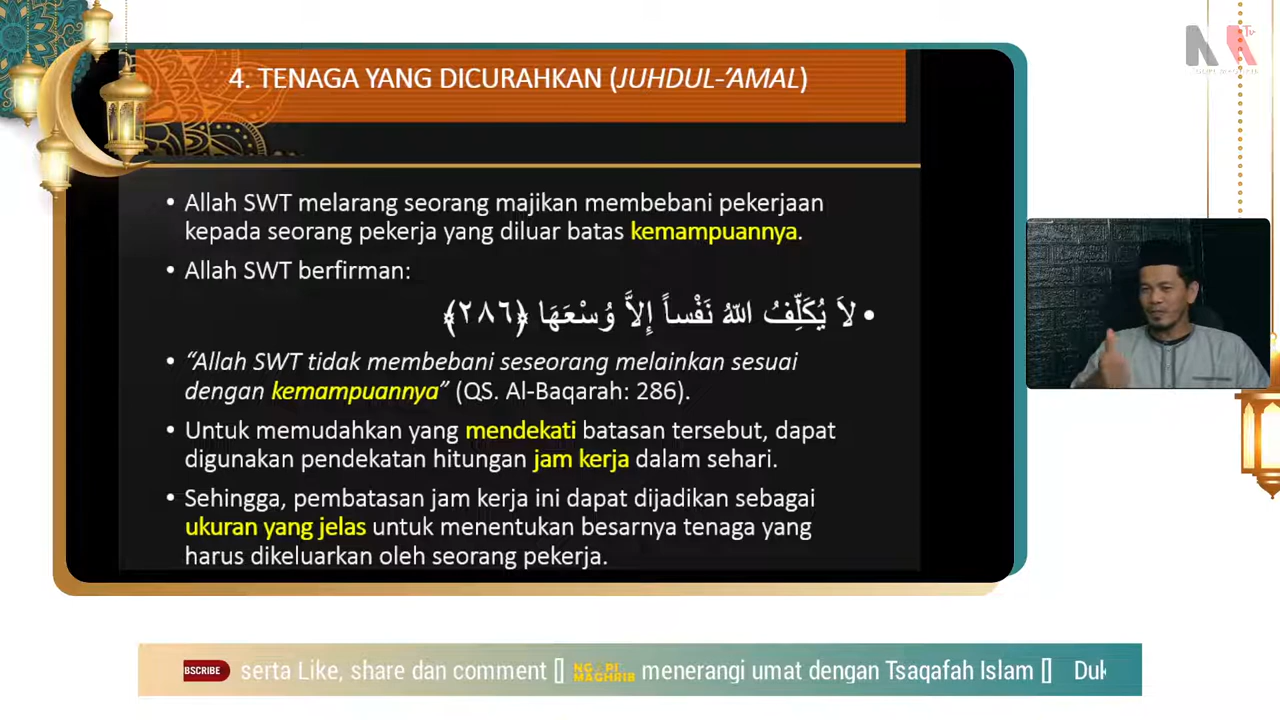 4. TENAGA YANG DICURAHKAN (JUHDUL-’AMAL)
• Allah SWT melarang seorang majikan membebani pekerjaan
kepada seorang pekerja yang diluar batas kemampuannya.
• Allah SWT berfirman:
• لاَ يُكَلِّفُ اللّهُ نَفْساً إِلاَّ وُسْعَهَا ﴿٢٨٦﴾
• “Allah SWT tidak membebani seseorang melainkan sesuai
dengan kemampuannya” (QS. Al-Baqarah: 286).
• Untuk memudahkan yang mendekati batasan tersebut, dapat
digunakan pendekatan hitungan jam kerja dalam sehari.
• Sehingga, pembatasan jam kerja ini dapat dijadikan sebagai
ukuran yang jelas untuk menentukan besarnya tenaga yang
harus dikeluarkan oleh seorang pekerja.
BSCRIBE serta Like, share dan comment [] NGOPI MAGHRIB menerangi umat dengan Tsaqafah Islam [] Duk